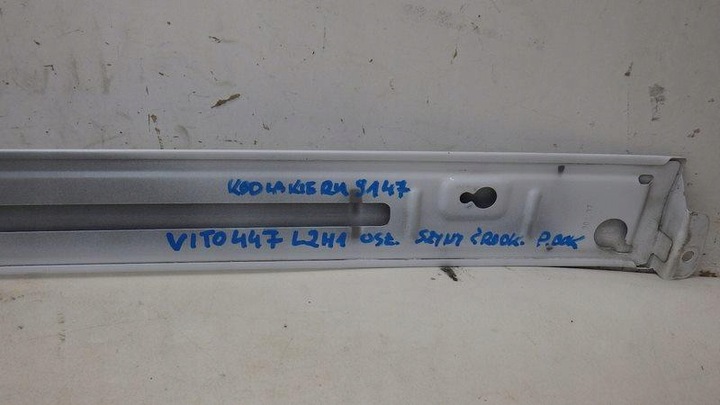 KOD LAKIERU 9147
VITO 447 L2H1 OSŁ. SZYNY ŚRODK. P. BOK